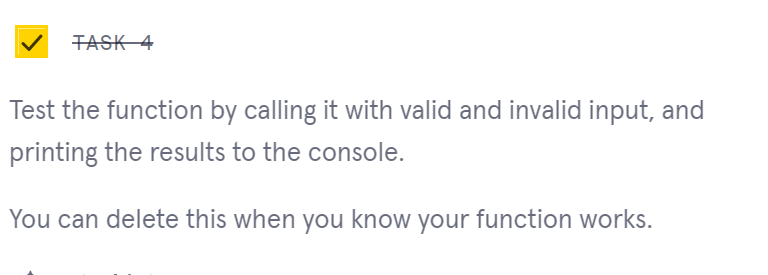 TASK 4
Test the function by calling it with valid and invalid input, and
printing the results to the console.
You can delete this when you know your function works.